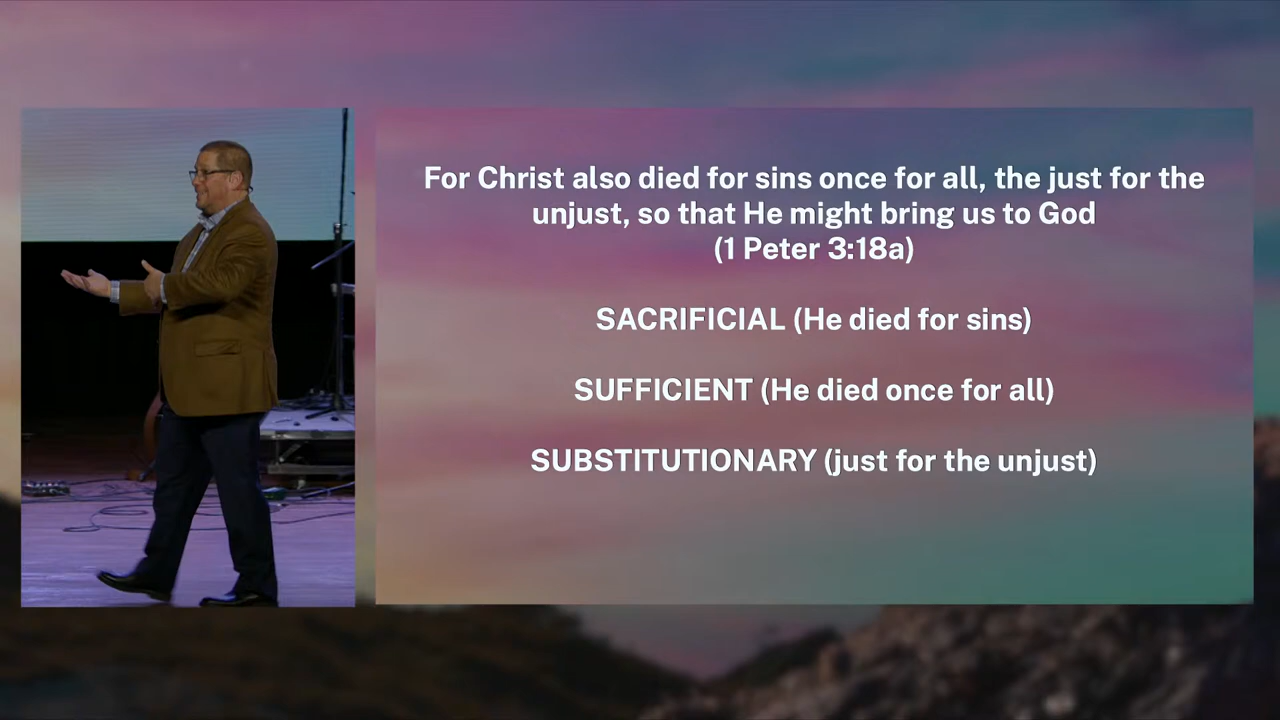 For Christ also died for sins once for all, the just for the
unjust, so that He might bring us to God
(1 Peter 3:18a)
SACRIFICIAL (He died for sins)
SUFFICIENT (He died once for all)
SUBSTITUTIONARY (just for the unjust)